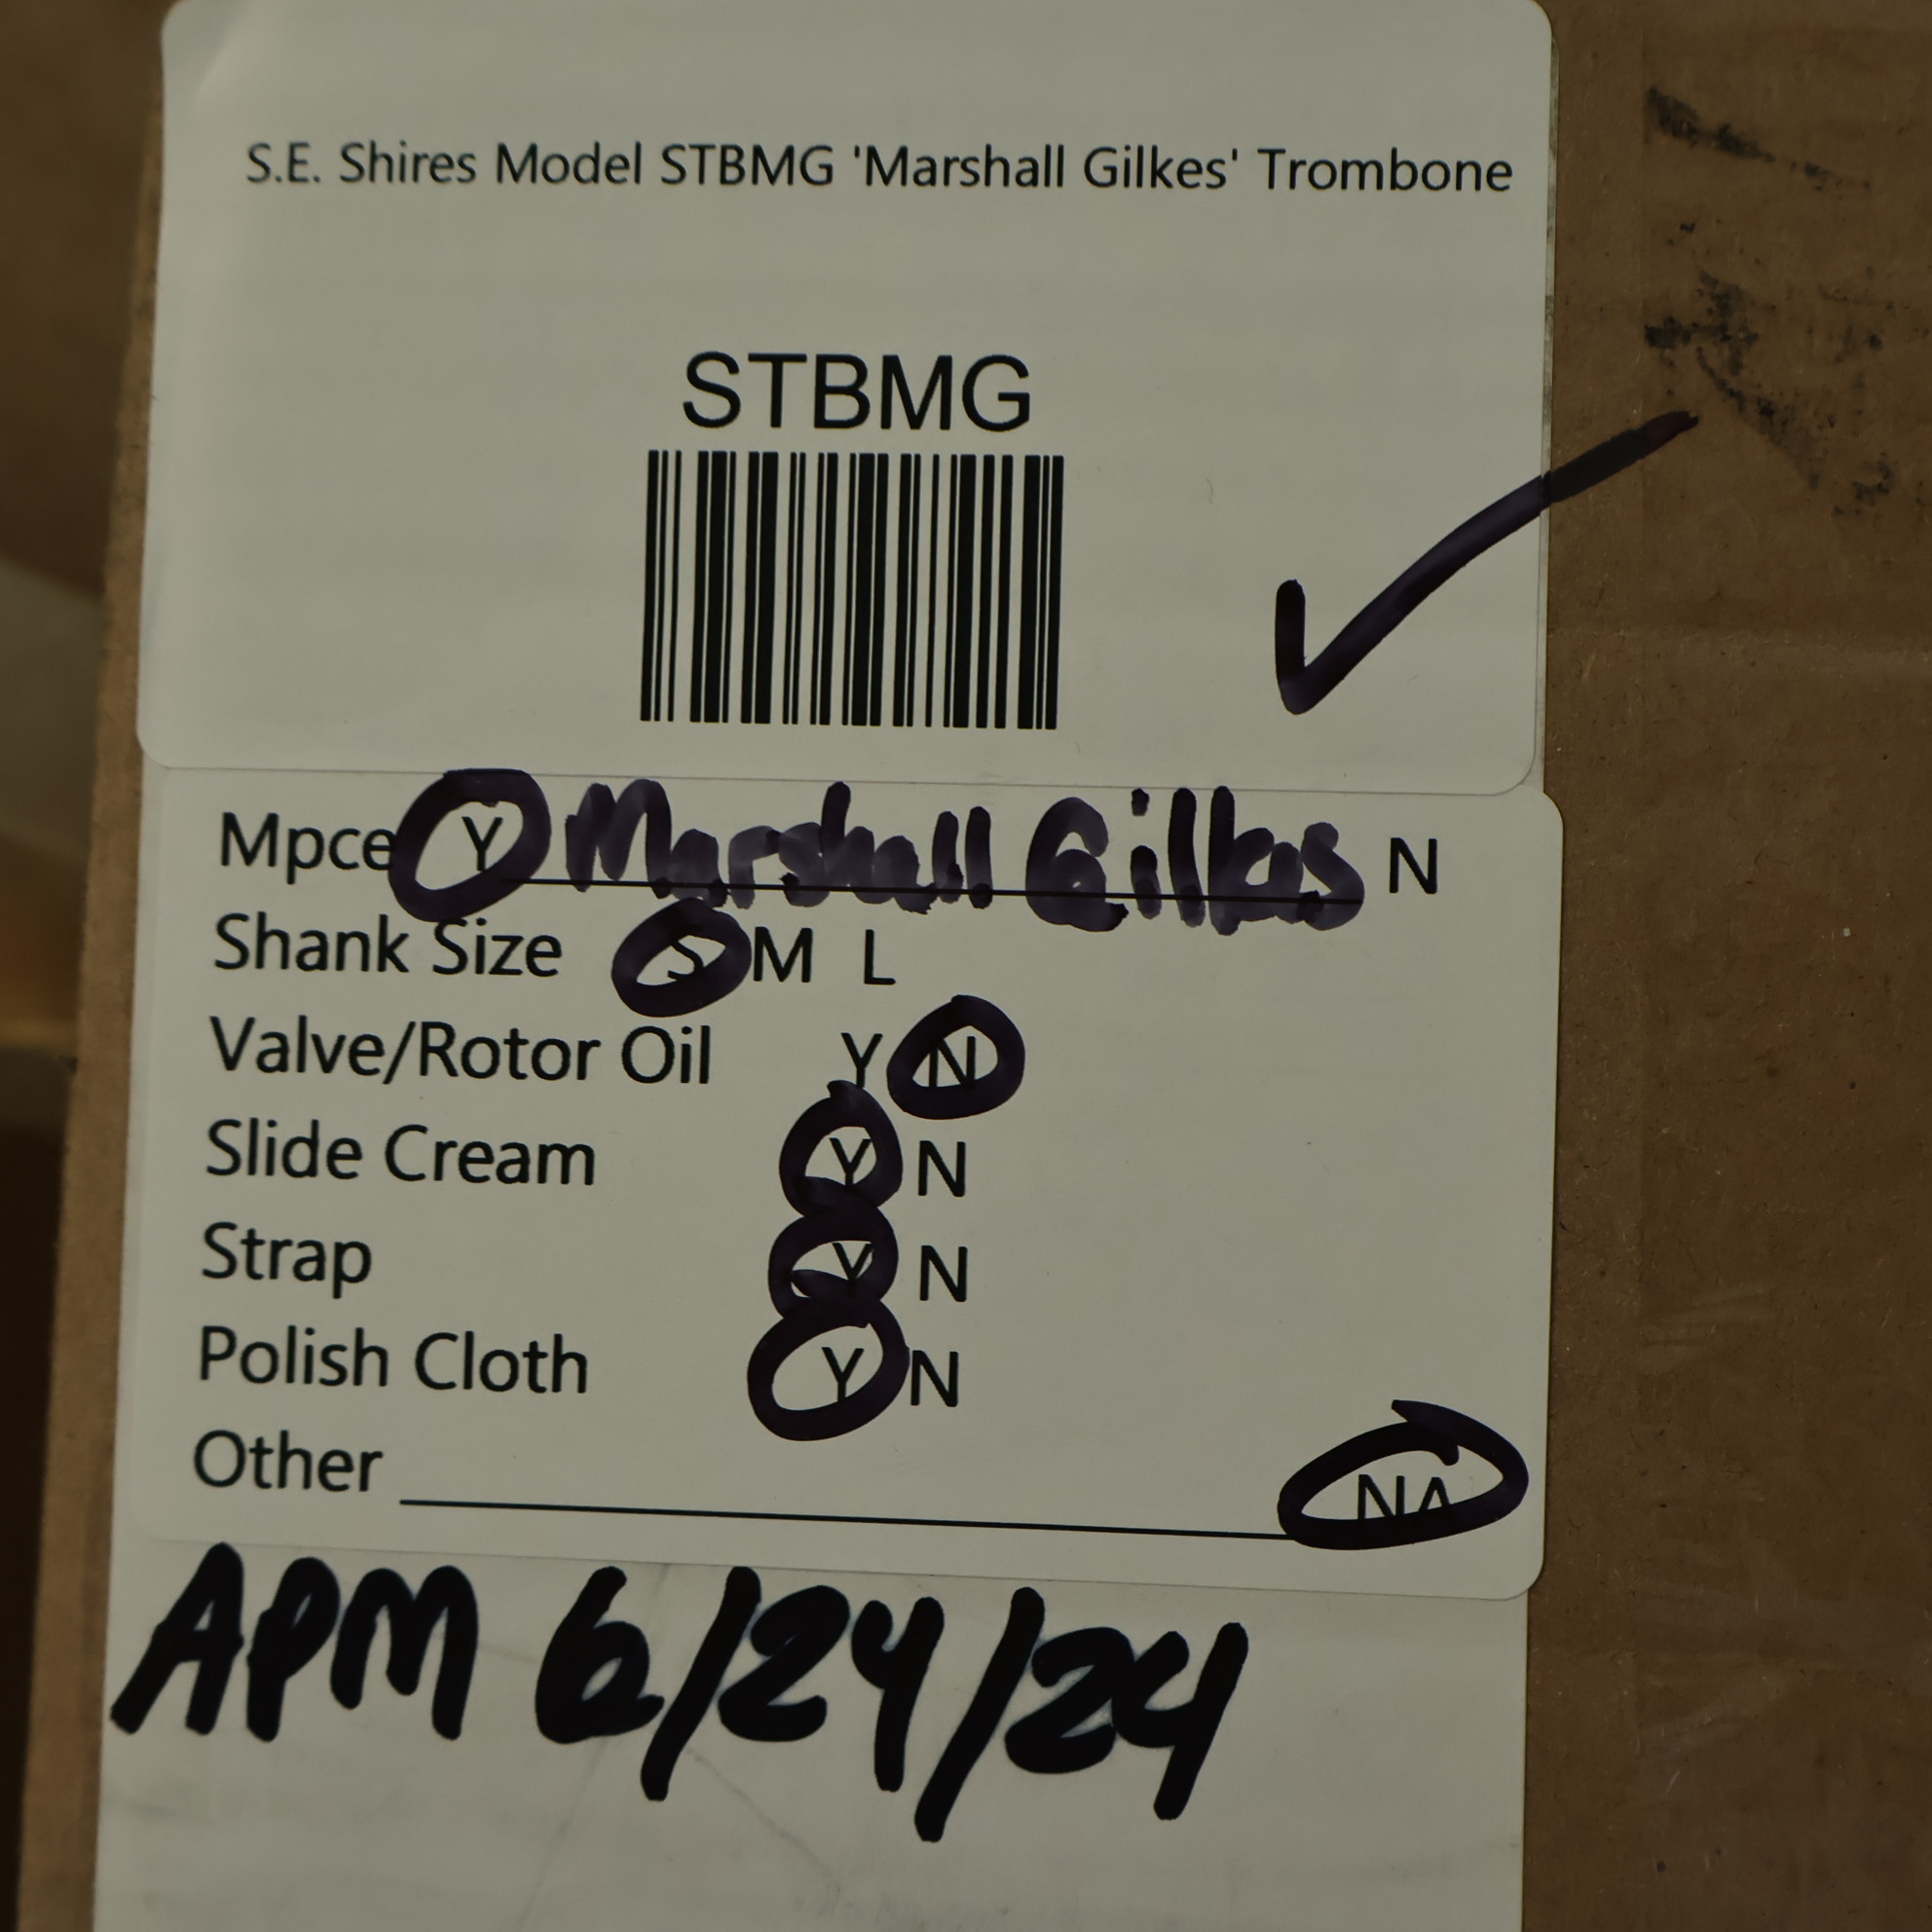 S.E. Shires Model STBMG 'Marshall Gilkes' Trombone
STBMG
Mpce Y Marshall Gilkes N
Shank Size S M L
Valve/Rotor Oil Y N
Slide Cream Y N
Strap Y N
Polish Cloth Y N
Other NA
APM 6/24/24